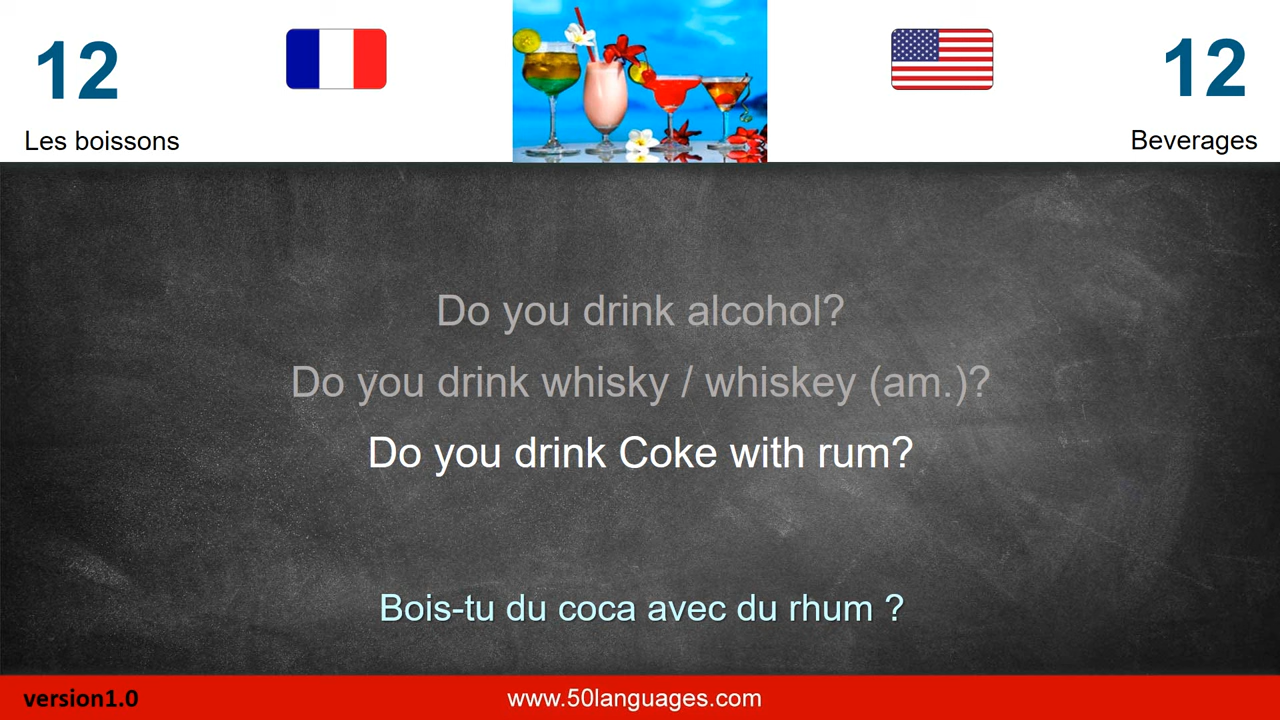 12
12
Les boissons
Beverages
Do you drink alcohol?
Do you drink whisky / whiskey (am.)?
Do you drink Coke with rum?
Bois-tu du coca avec du rhum ?
version1.0
www.50languages.com